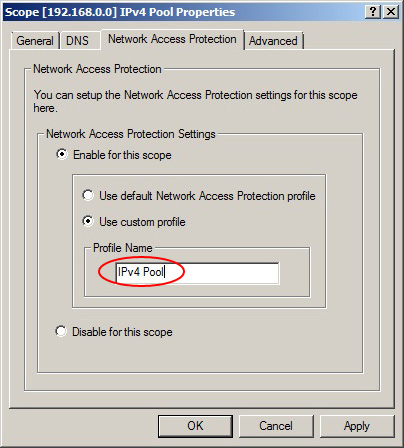 Scope [192.168.0.0] IPv4 Pool Properties
General DNS Network Access Protection Advanced
Network Access Protection
You can setup the Network Access Protection settings for this scope
here.
Network Access Protection Settings
Enable for this scope
Use default Network Access Protection profile
Use custom profile
Profile Name
IPv4 Pool
Disable for this scope
OK Cancel Apply